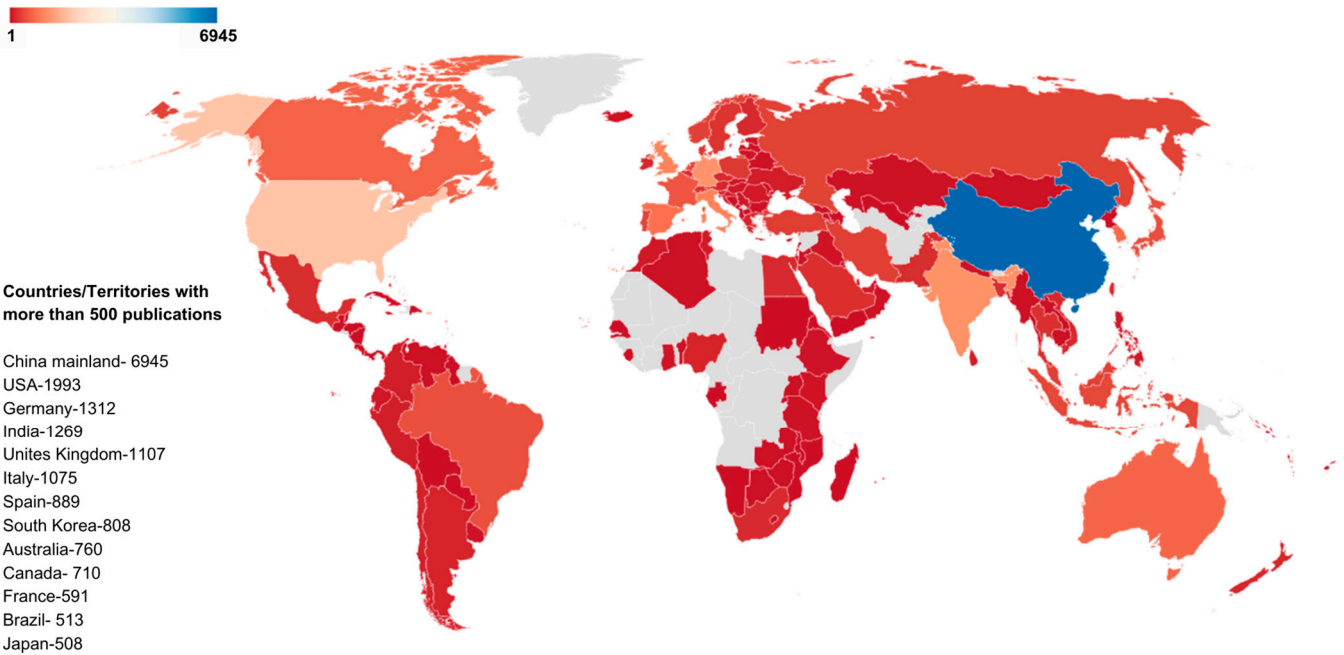 1 6945
Countries/Territories with
more than 500 publications
China mainland- 6945
USA-1993
Germany-1312
India-1269
Unites Kingdom-1107
Italy-1075
Spain-889
South Korea-808
Australia-760
Canada- 710
France-591
Brazil- 513
Japan-508